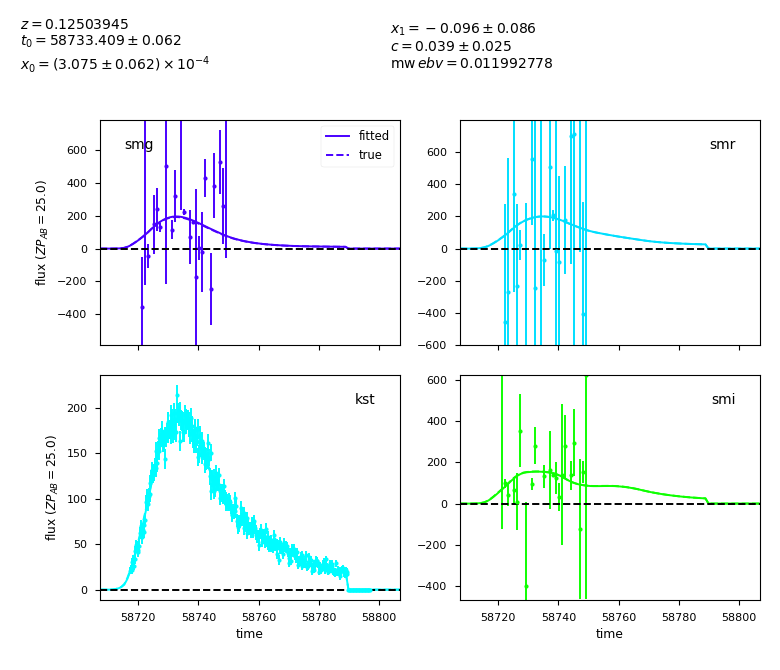 z = 0.12503945
t₀ = 58733.409 ± 0.062
x₀ = (3.075 ± 0.062) × 10⁻⁴
x₁ = −0.096 ± 0.086
c = 0.039 ± 0.025
mw ebv = 0.011992778
smg
fitted
true
600
400
200
0
−200
−400
flux (ZP_AB = 25.0)
smr
600
400
200
0
−200
−400
−600
kst
200
150
100
50
0
flux (ZP_AB = 25.0)
58720 58740 58760 58780 58800
time
smi
600
400
200
0
−200
−400
58720 58740 58760 58780 58800
time